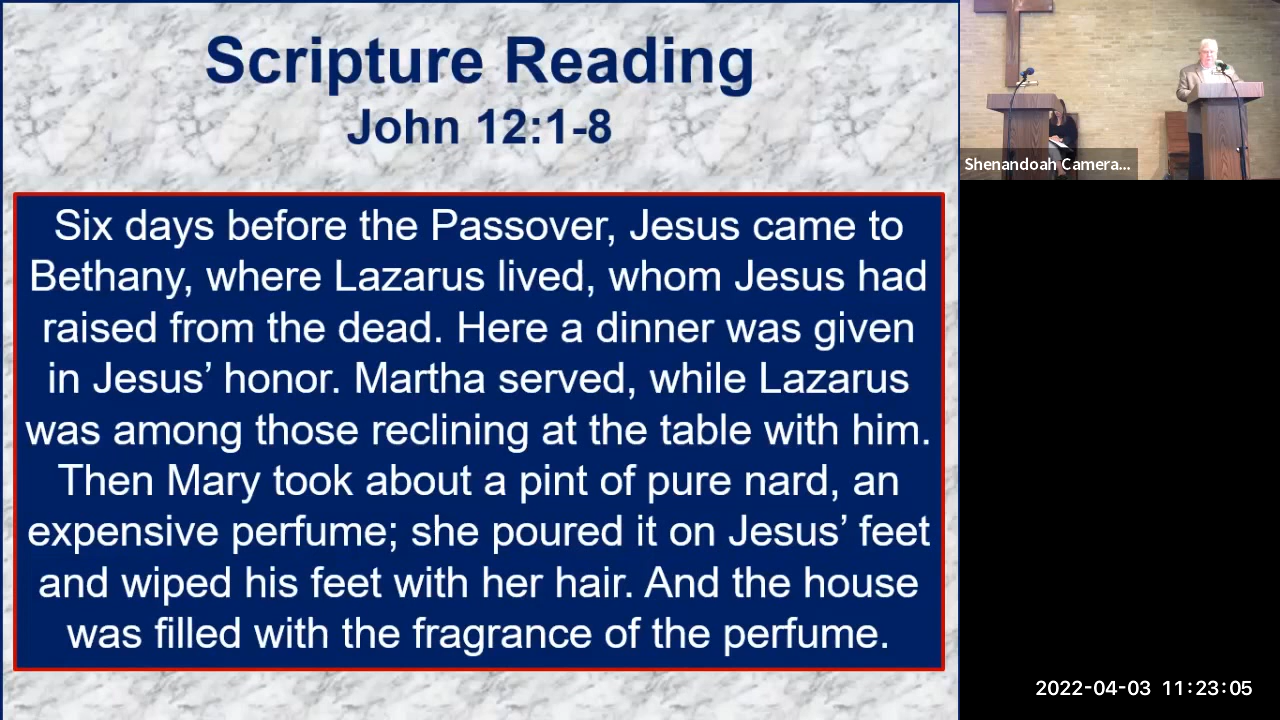 Scripture Reading
John 12:1-8
Six days before the Passover, Jesus came to
Bethany, where Lazarus lived, whom Jesus had
raised from the dead. Here a dinner was given
in Jesus’ honor. Martha served, while Lazarus
was among those reclining at the table with him.
Then Mary took about a pint of pure nard, an
expensive perfume; she poured it on Jesus’ feet
and wiped his feet with her hair. And the house
was filled with the fragrance of the perfume.
Shenandoah Camera...
2022-04-03 11:23:05